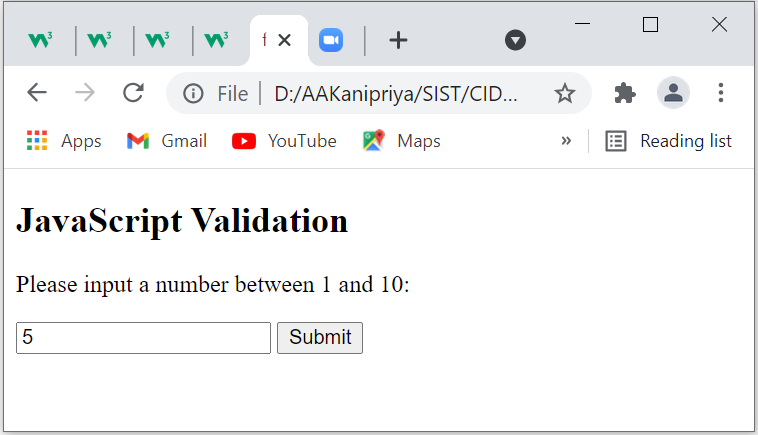 f
File D:/AAKanipriya/SIST/CID...
Apps Gmail YouTube Maps » Reading list
JavaScript Validation
Please input a number between 1 and 10:
5 Submit